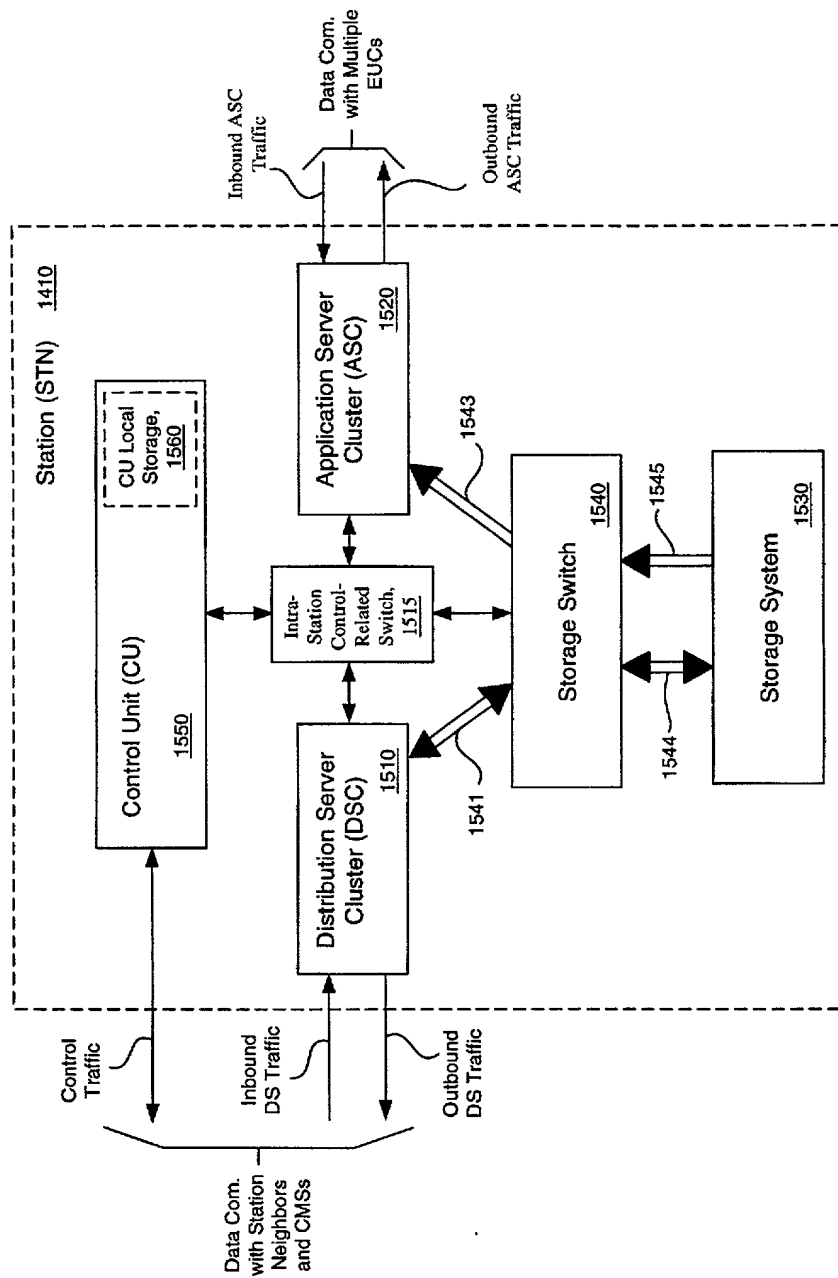 Station (STN) 1410
Control Unit (CU)
1550
CU Local
Storage,
1560
Control
Traffic
Inbound
DS Traffic
Outbound
DS Traffic
Data Com.
with Station
Neighbors
and CMSs
Distribution Server
Cluster (DSC)
1510
Intra-
Station
Control-
Related
Switch,
1515
Application Server
Cluster (ASC)
1520
Inbound ASC
Traffic
Data Com.
with Multiple
EUCs
Outbound
ASC Traffic
1541
1543
Storage Switch
1540
1544
1545
Storage System
1530